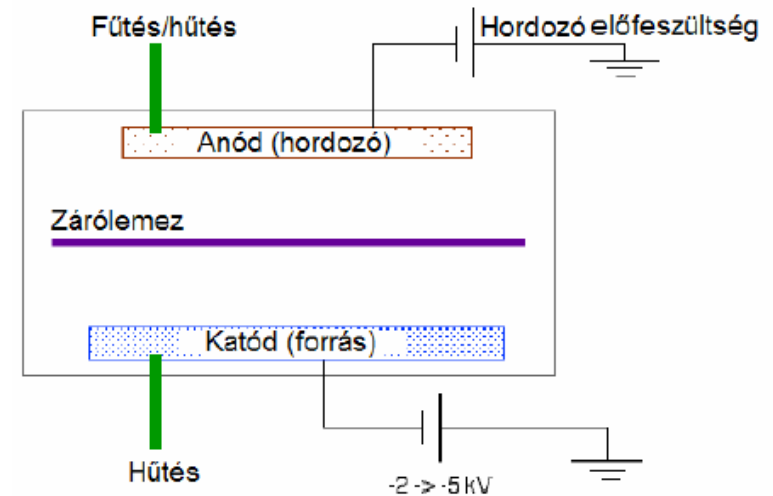 Fűtés/hűtés
Hordozó előfeszültség
Anód (hordozó)
Zárólemez
Katód (forrás)
Hűtés
-2 -> -5 kV